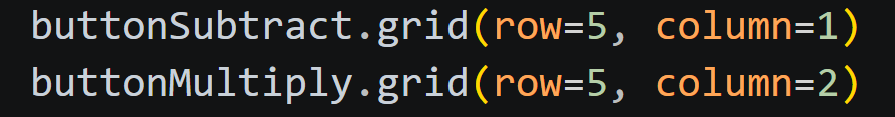 buttonSubtract.grid(row=5, column=1)
buttonMultiply.grid(row=5, column=2)